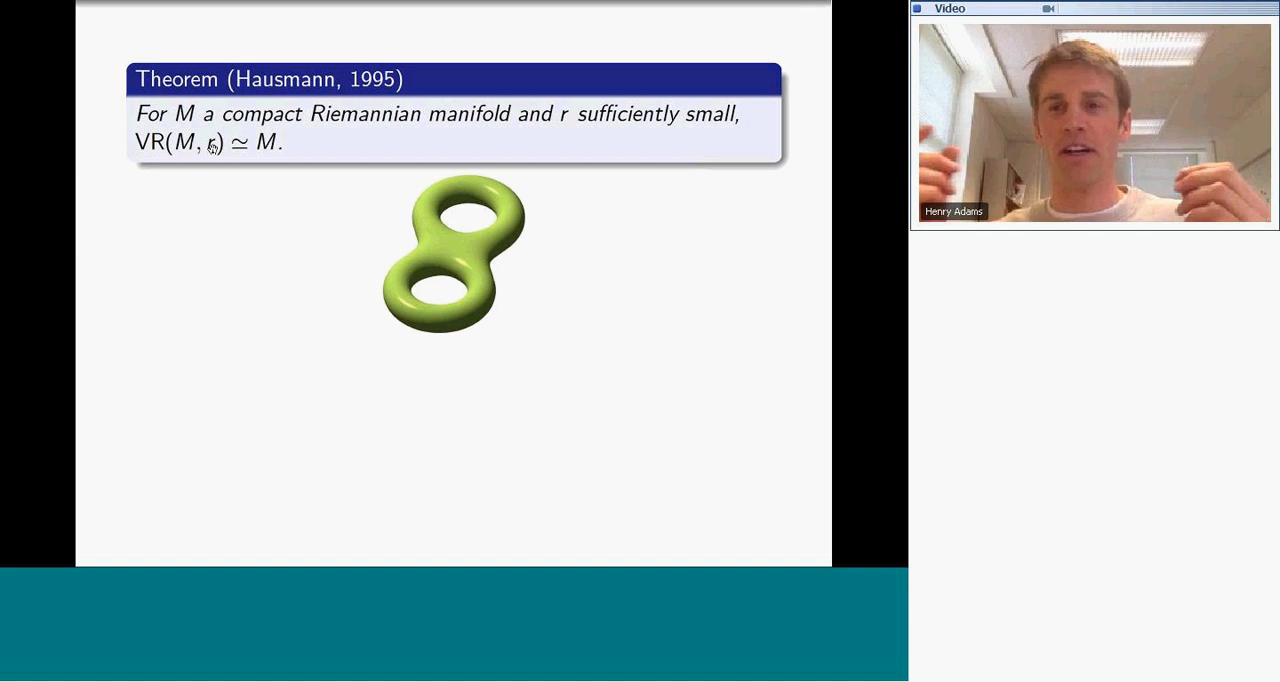 Theorem (Hausmann, 1995)
For M a compact Riemannian manifold and r sufficiently small,
VR(M, r) ≃ M.
Video
Henry Adams